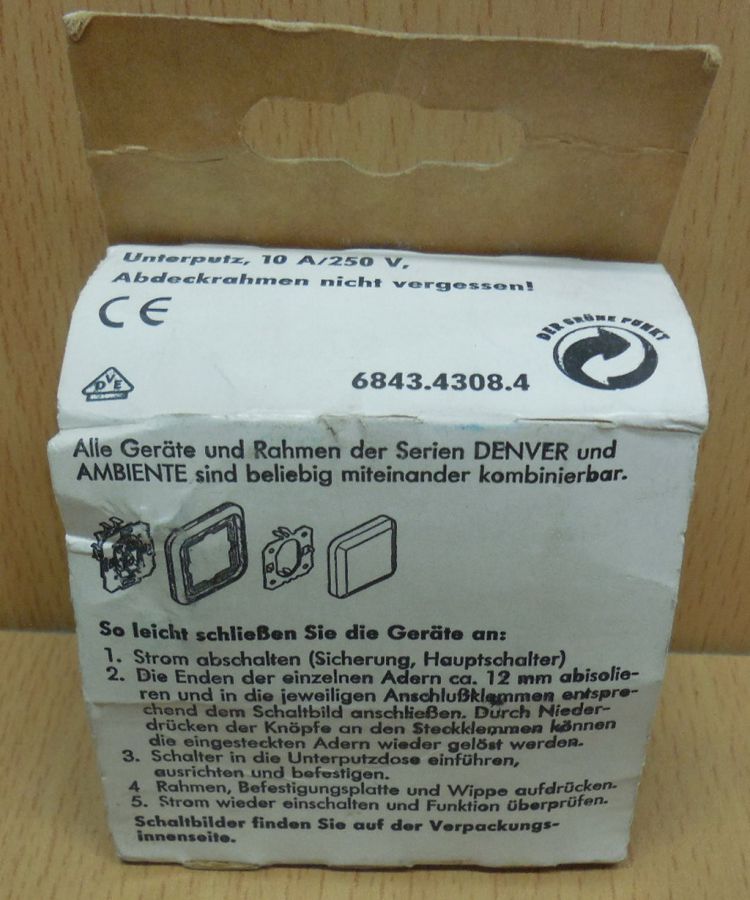 Unterputz, 10 A/250 V,
Abdeckrahmen nicht vergessen!
CE
DER GRÜNE PUNKT
DVE
6843.4308.4
Alle Geräte und Rahmen der Serien DENVER und
AMBIENTE sind beliebig miteinander kombinierbar.
So leicht schließen Sie die Geräte an:
1. Strom abschalten (Sicherung, Hauptschalter)
2. Die Enden der einzelnen Adern ca. 12 mm abisolie-
ren und in die jeweiligen Anschlußklemmen entspre-
chend dem Schaltbild anschließen. Durch Nieder-
drücken der Knöpfe an den Steckklemmen können
die eingesteckten Adern wieder gelöst werden.
3. Schalter in die Unterputzdose einführen,
ausrichten und befestigen.
4 Rahmen, Befestigungsplatte und Wippe aufdrücken.
5. Strom wieder einschalten und Funktion überprüfen.
Schaltbilder finden Sie auf der Verpackungs-
innenseite.